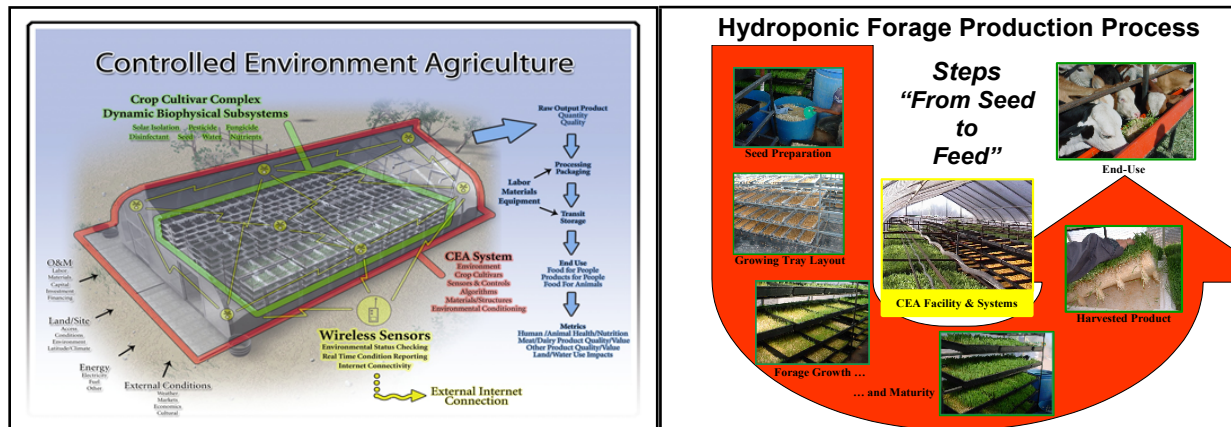 Controlled Environment Agriculture
Crop Cultivar Complex
Dynamic Biophysical Subsystems
Solar Isolation Pesticide Fungicide
Disinfectant Seed Water Nutrients
Raw Output Product
Quantity
Quality
Processing
Packaging
Labor
Materials
Equipment
Transit
Storage
End Use
Food for People
Products for People
Food For Animals
Metrics
Human /Animal Health/Nutrition
Meat/Dairy Product Quality/Value
Other Product Quality/Value
Land/Water Use Impacts
CEA System
Environment
Crop Cultivars
Sensors & Controls
Algorithms
Materials/Structures
Environmental Conditioning
O&M
Labor
Materials
Capital
Investment
Financing
Land/Site
Access
Conditions
Environment
Latitude/Climate
Energy
Electricity
Fuel
Other
External Conditions
Weather
Markets
Economics
Cultural
Wireless Sensors
Environmental Status Checking
Real Time Condition Reporting
Internet Connectivity
External Internet
Connection
Hydroponic Forage Production Process
Steps
“From Seed
to
Feed”
Seed Preparation
Growing Tray Layout
Forage Growth ...
... and Maturity
CEA Facility & Systems
Harvested Product
End-Use